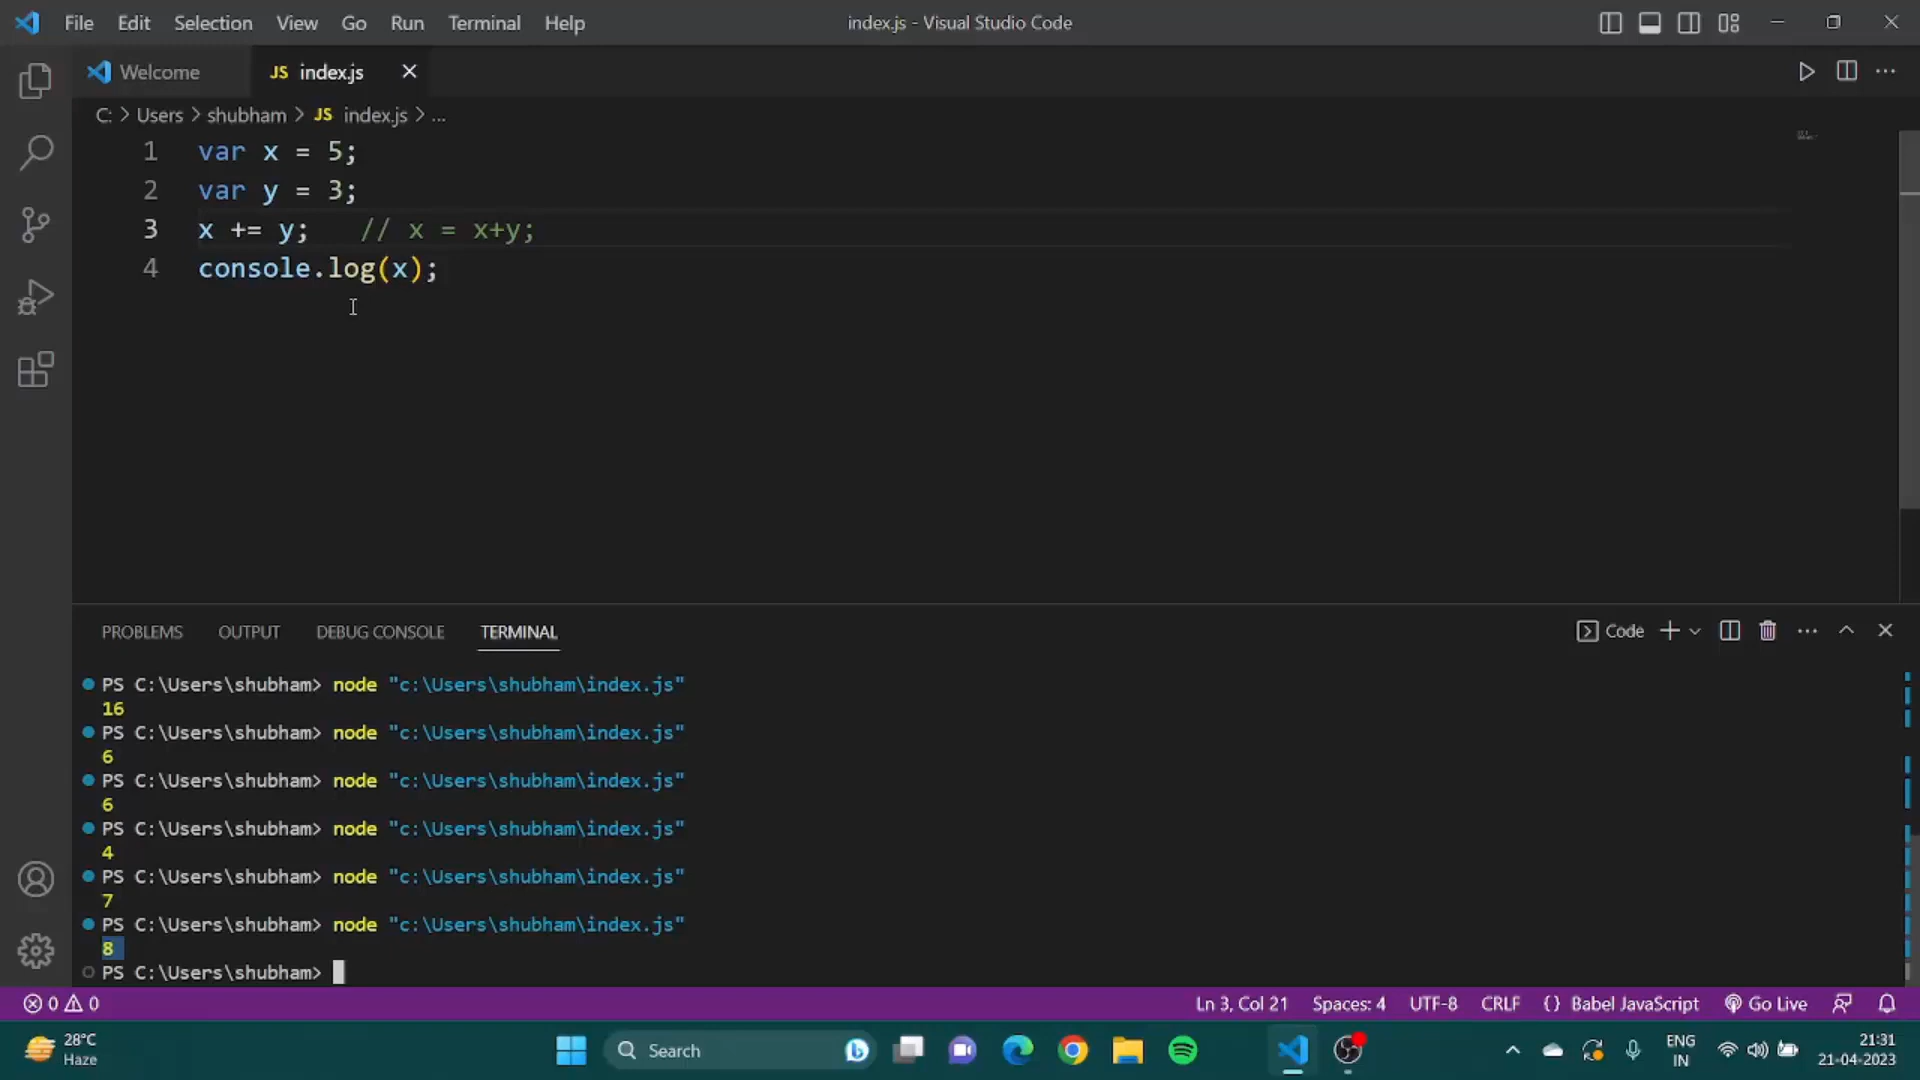 File Edit Selection View Go Run Terminal Help
index.js - Visual Studio Code
Welcome
JS index.js
C: > Users > shubham > JS index.js > ...
1 var x = 5;
2 var y = 3;
3 x += y;   // x = x+y;
4 console.log(x);
PROBLEMS OUTPUT DEBUG CONSOLE TERMINAL
Code
PS C:\Users\shubham> node "c:\Users\shubham\index.js"
16
PS C:\Users\shubham> node "c:\Users\shubham\index.js"
6
PS C:\Users\shubham> node "c:\Users\shubham\index.js"
6
PS C:\Users\shubham> node "c:\Users\shubham\index.js"
4
PS C:\Users\shubham> node "c:\Users\shubham\index.js"
7
PS C:\Users\shubham> node "c:\Users\shubham\index.js"
8
PS C:\Users\shubham>
0 0
Ln 3, Col 21 Spaces: 4 UTF-8 CRLF {} Babel JavaScript Go Live
28°C
Haze
Search
ENG
IN
21:31
21-04-2023